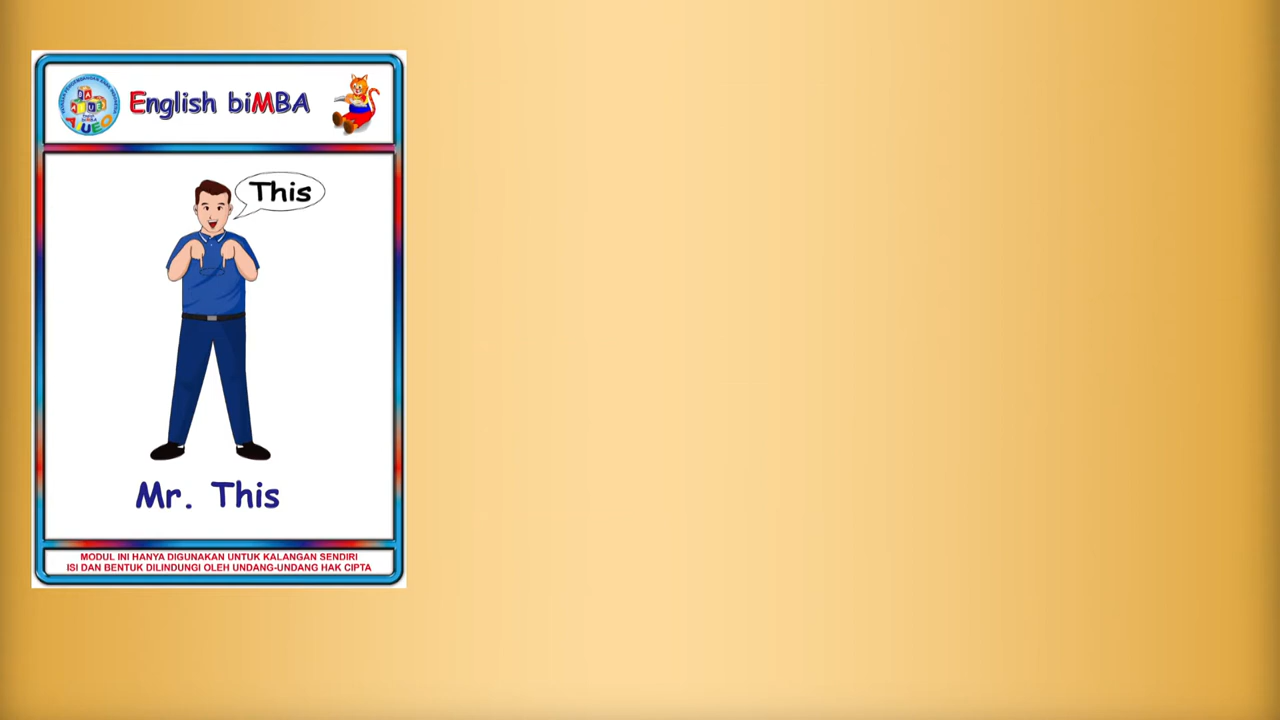 English biMBA
This
Mr. This
MODUL INI HANYA DIGUNAKAN UNTUK KALANGAN SENDIRI
ISI DAN BENTUK DILINDUNGI OLEH UNDANG-UNDANG HAK CIPTA